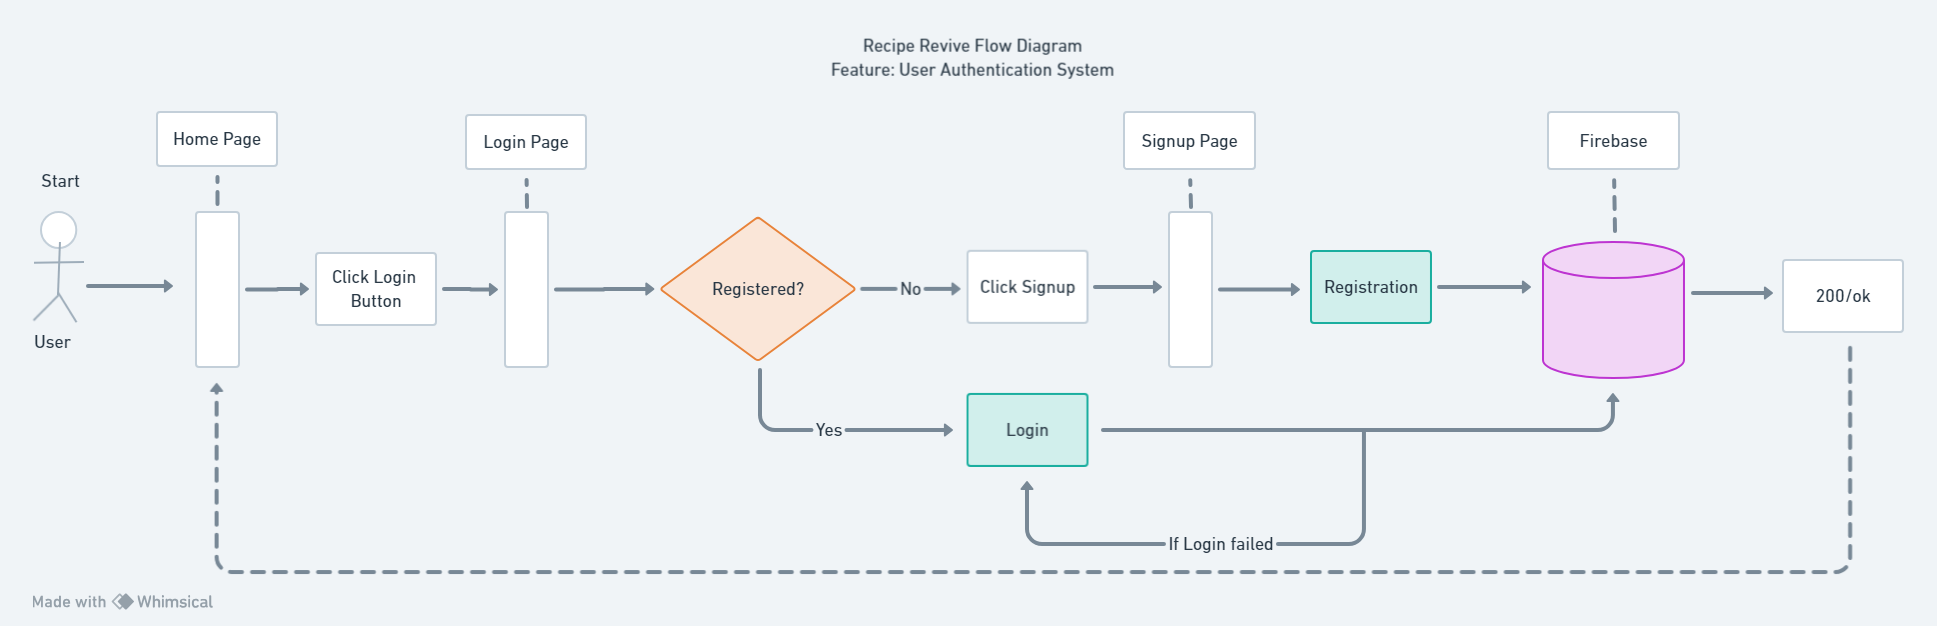 Recipe Revive Flow Diagram
Feature: User Authentication System
Home Page
Login Page
Signup Page
Firebase
Start
User
Click Login
Button
Registered?
No
Click Signup
Registration
200/ok
Yes
Login
If Login failed
Made with Whimsical